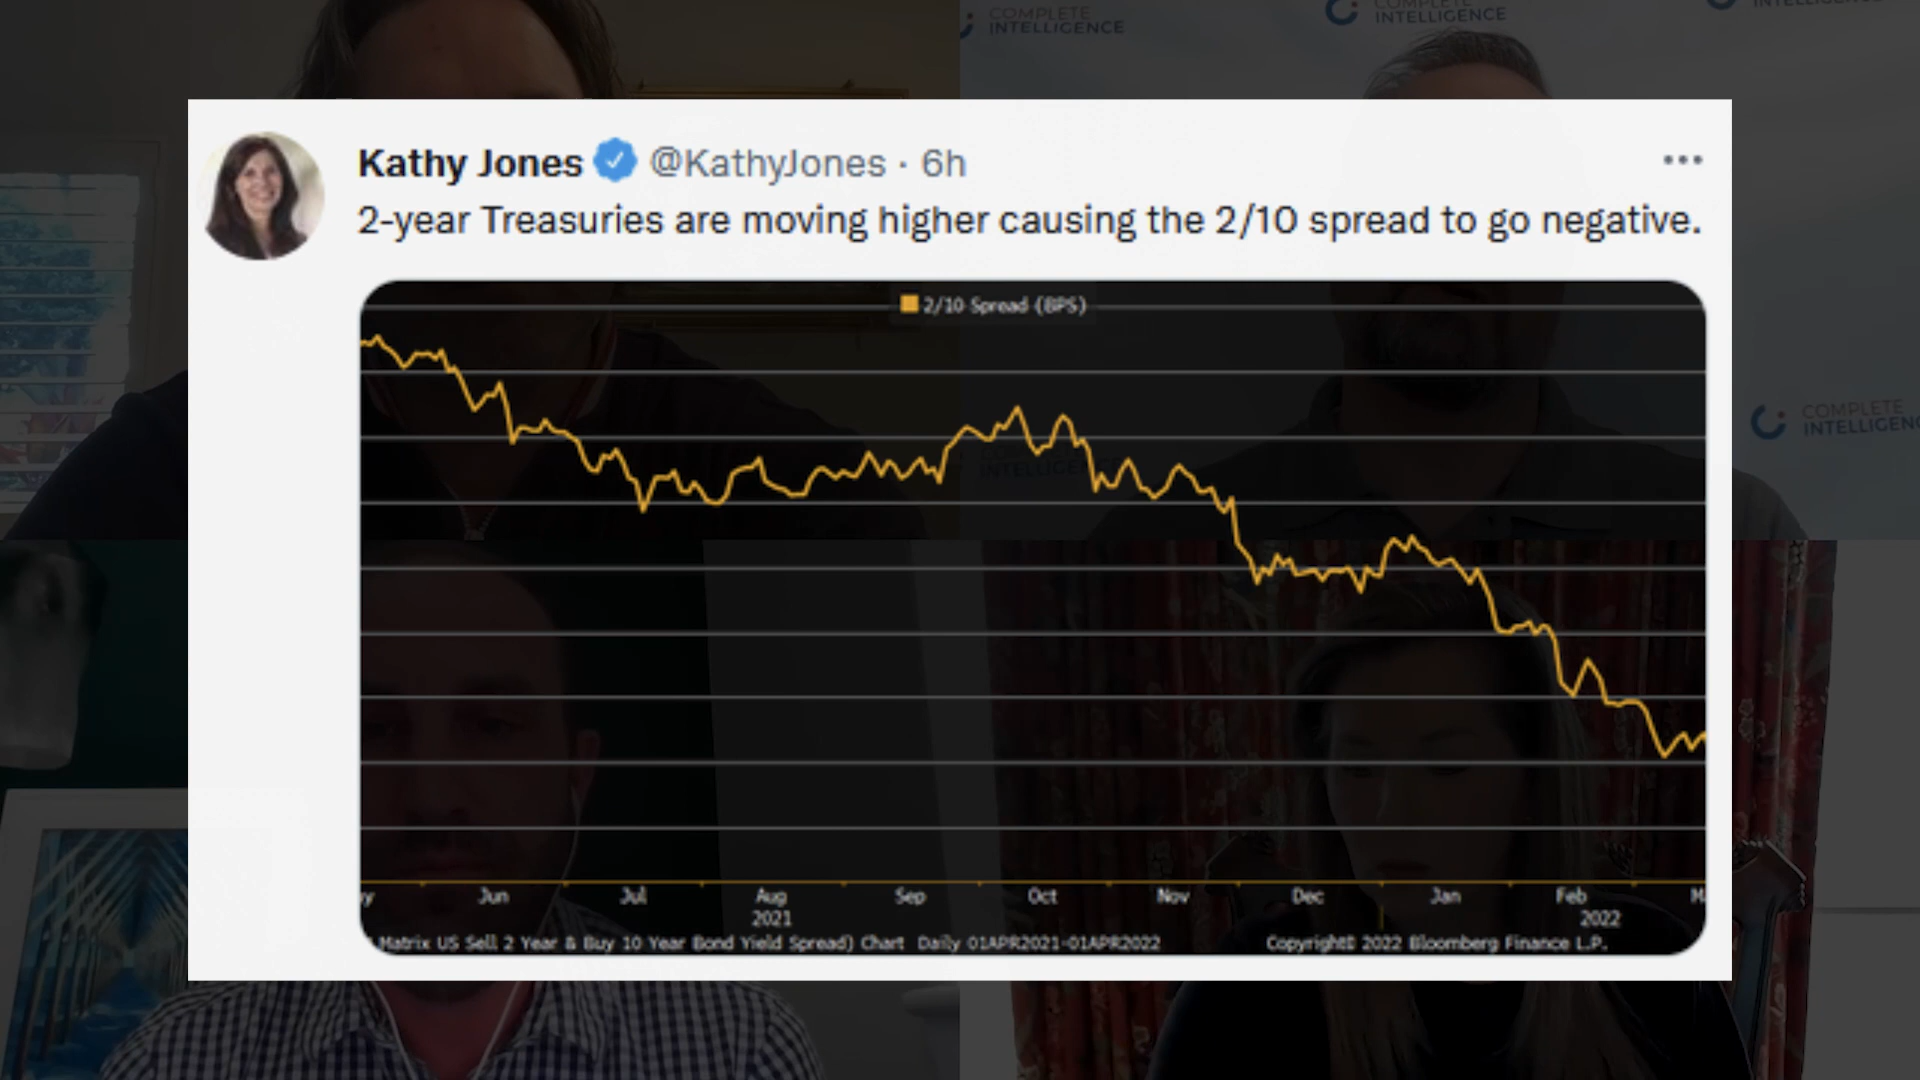 COMPLETE
INTELLIGENCE
COMPLETE
INTELLIGENCE
Kathy Jones @KathyJones · 6h
2-year Treasuries are moving higher causing the 2/10 spread to go negative.
2/10 Spread (BPS)
COMPLETE
INTELLIGENC
Jun Jul Aug Sep Oct Nov Dec Jan Feb
2021 2022
Matrix US Sell 2 Year & Buy 10 Year Bond Yield Spread) Chart Daily 01APR2021-01APR2022 Copyright© 2022 Bloomberg Finance L.P.